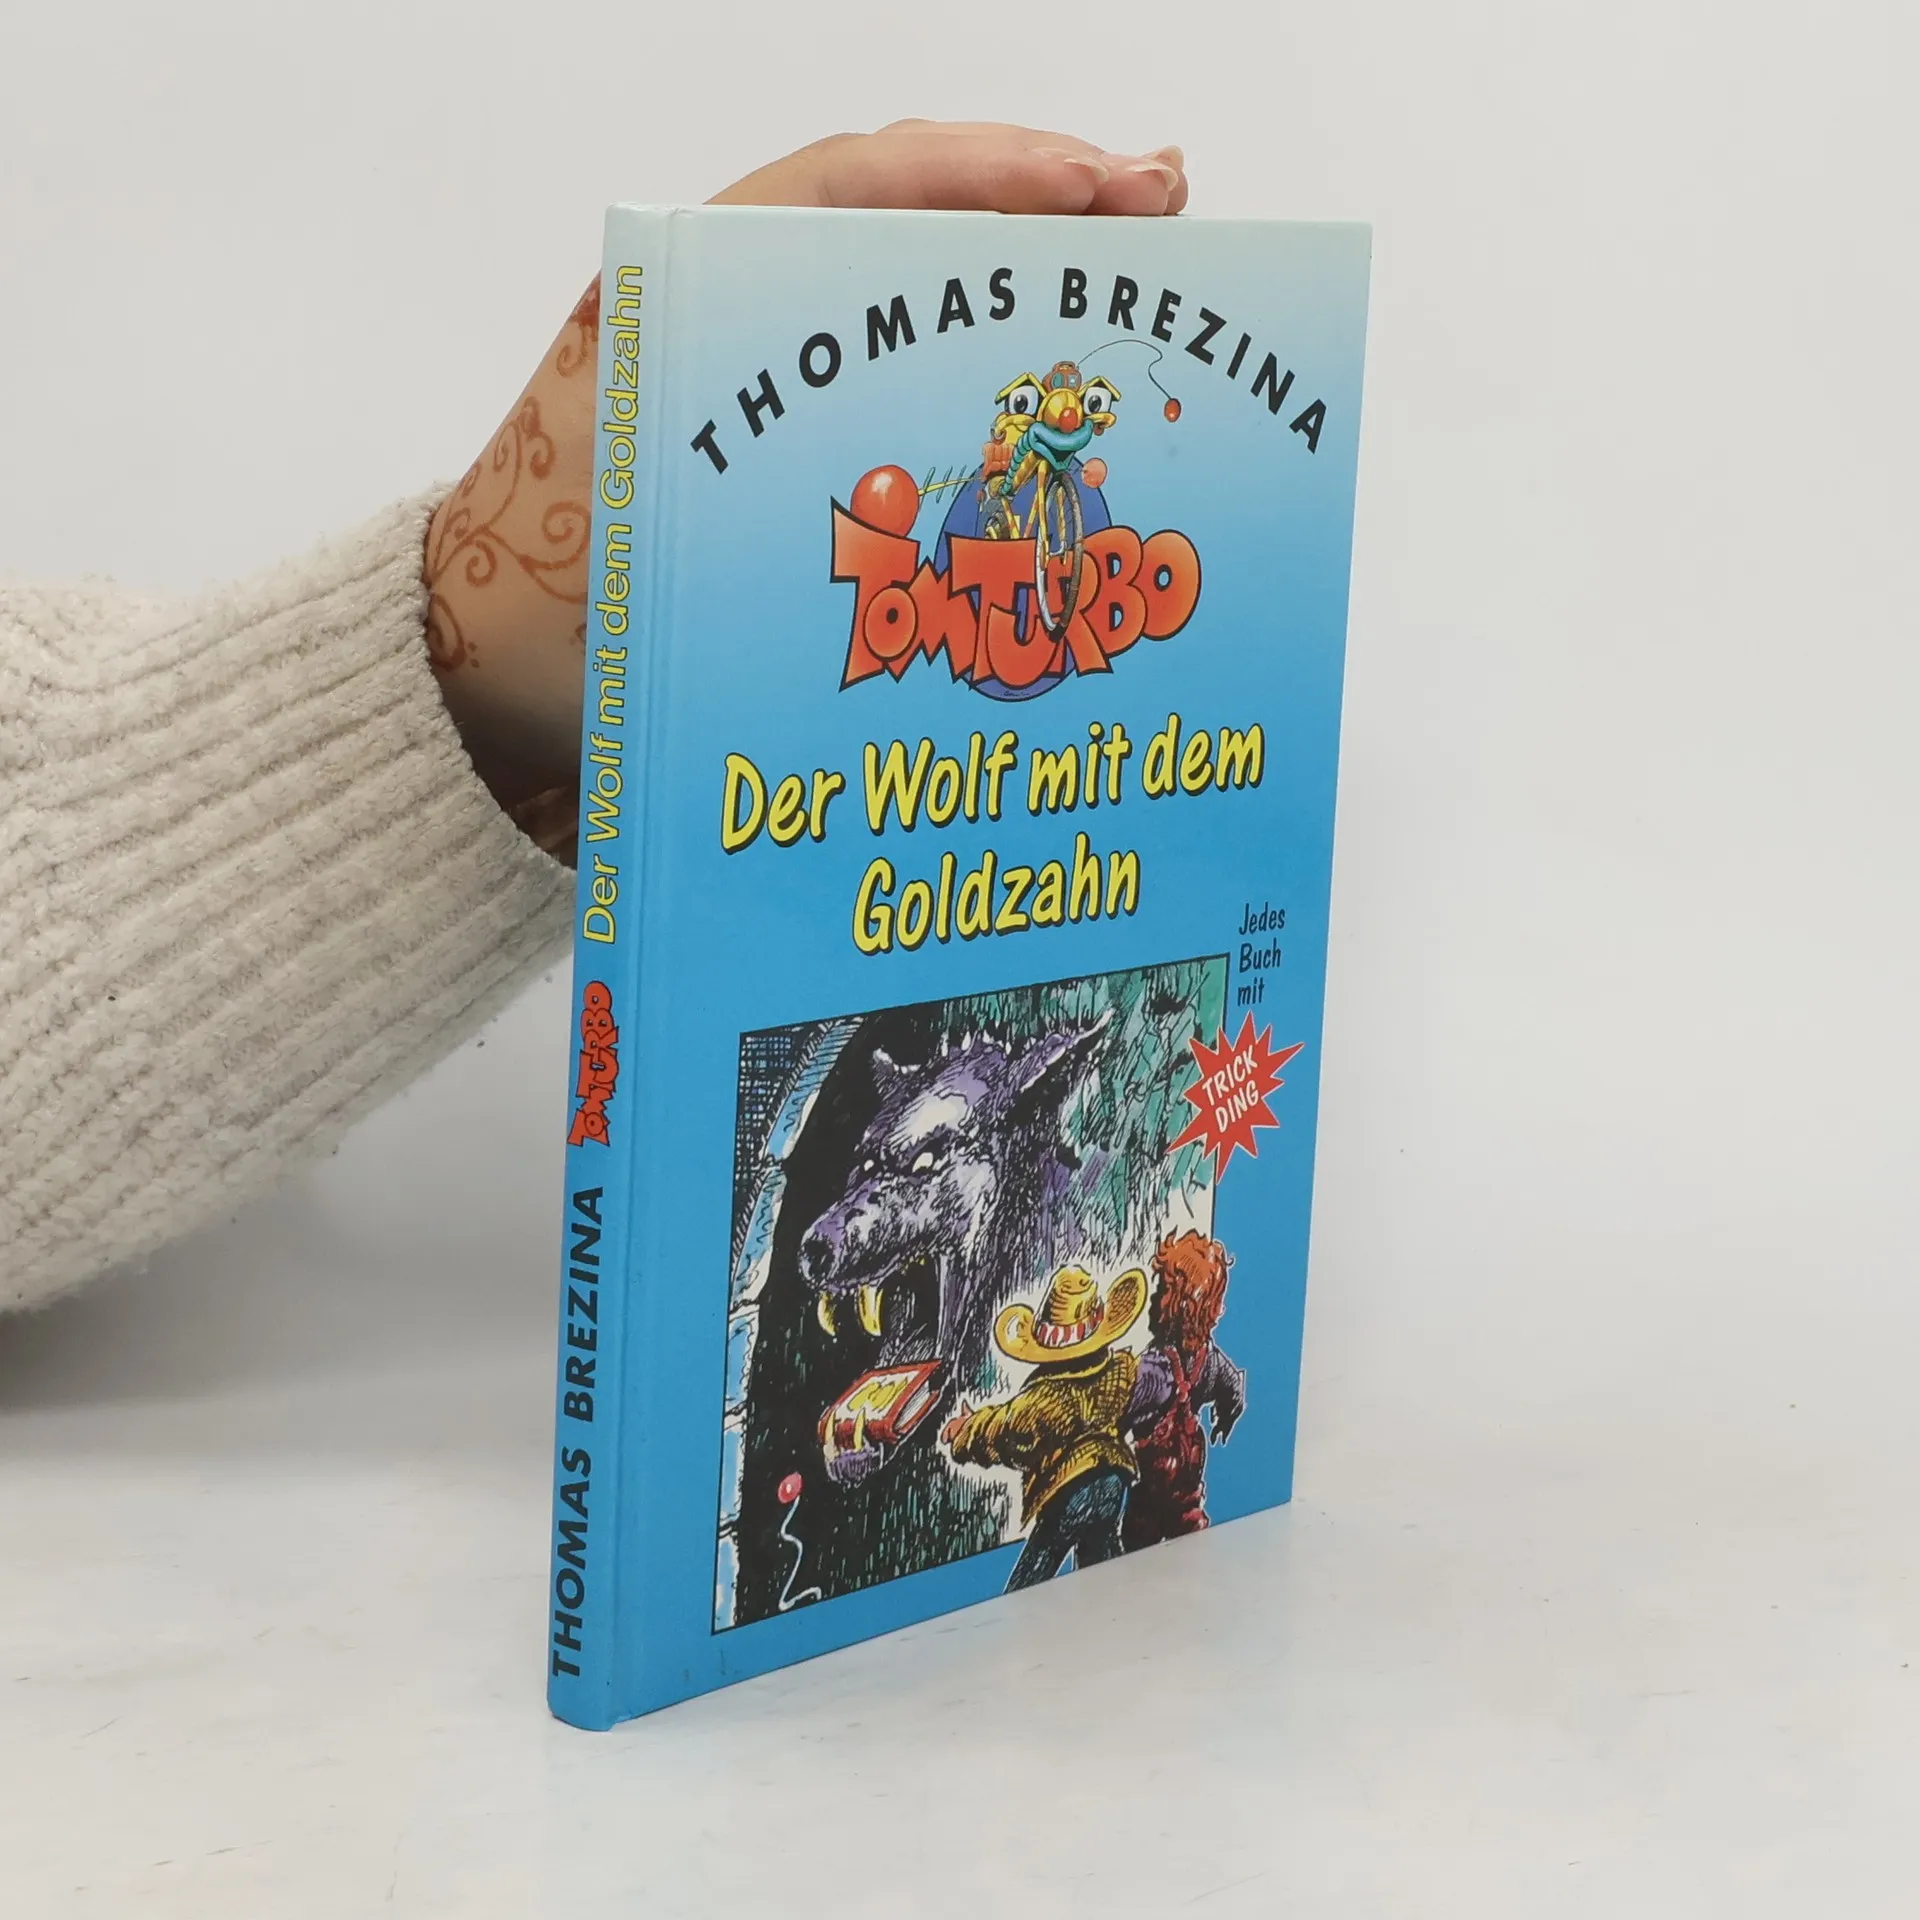 THOMAS BREZINA
TOM TURBO
Der Wolf mit dem
Goldzahn
Jedes
Buch
mit
TRICK
DING
THOMAS BREZINA TOM TURBO Der Wolf mit dem Goldzahn